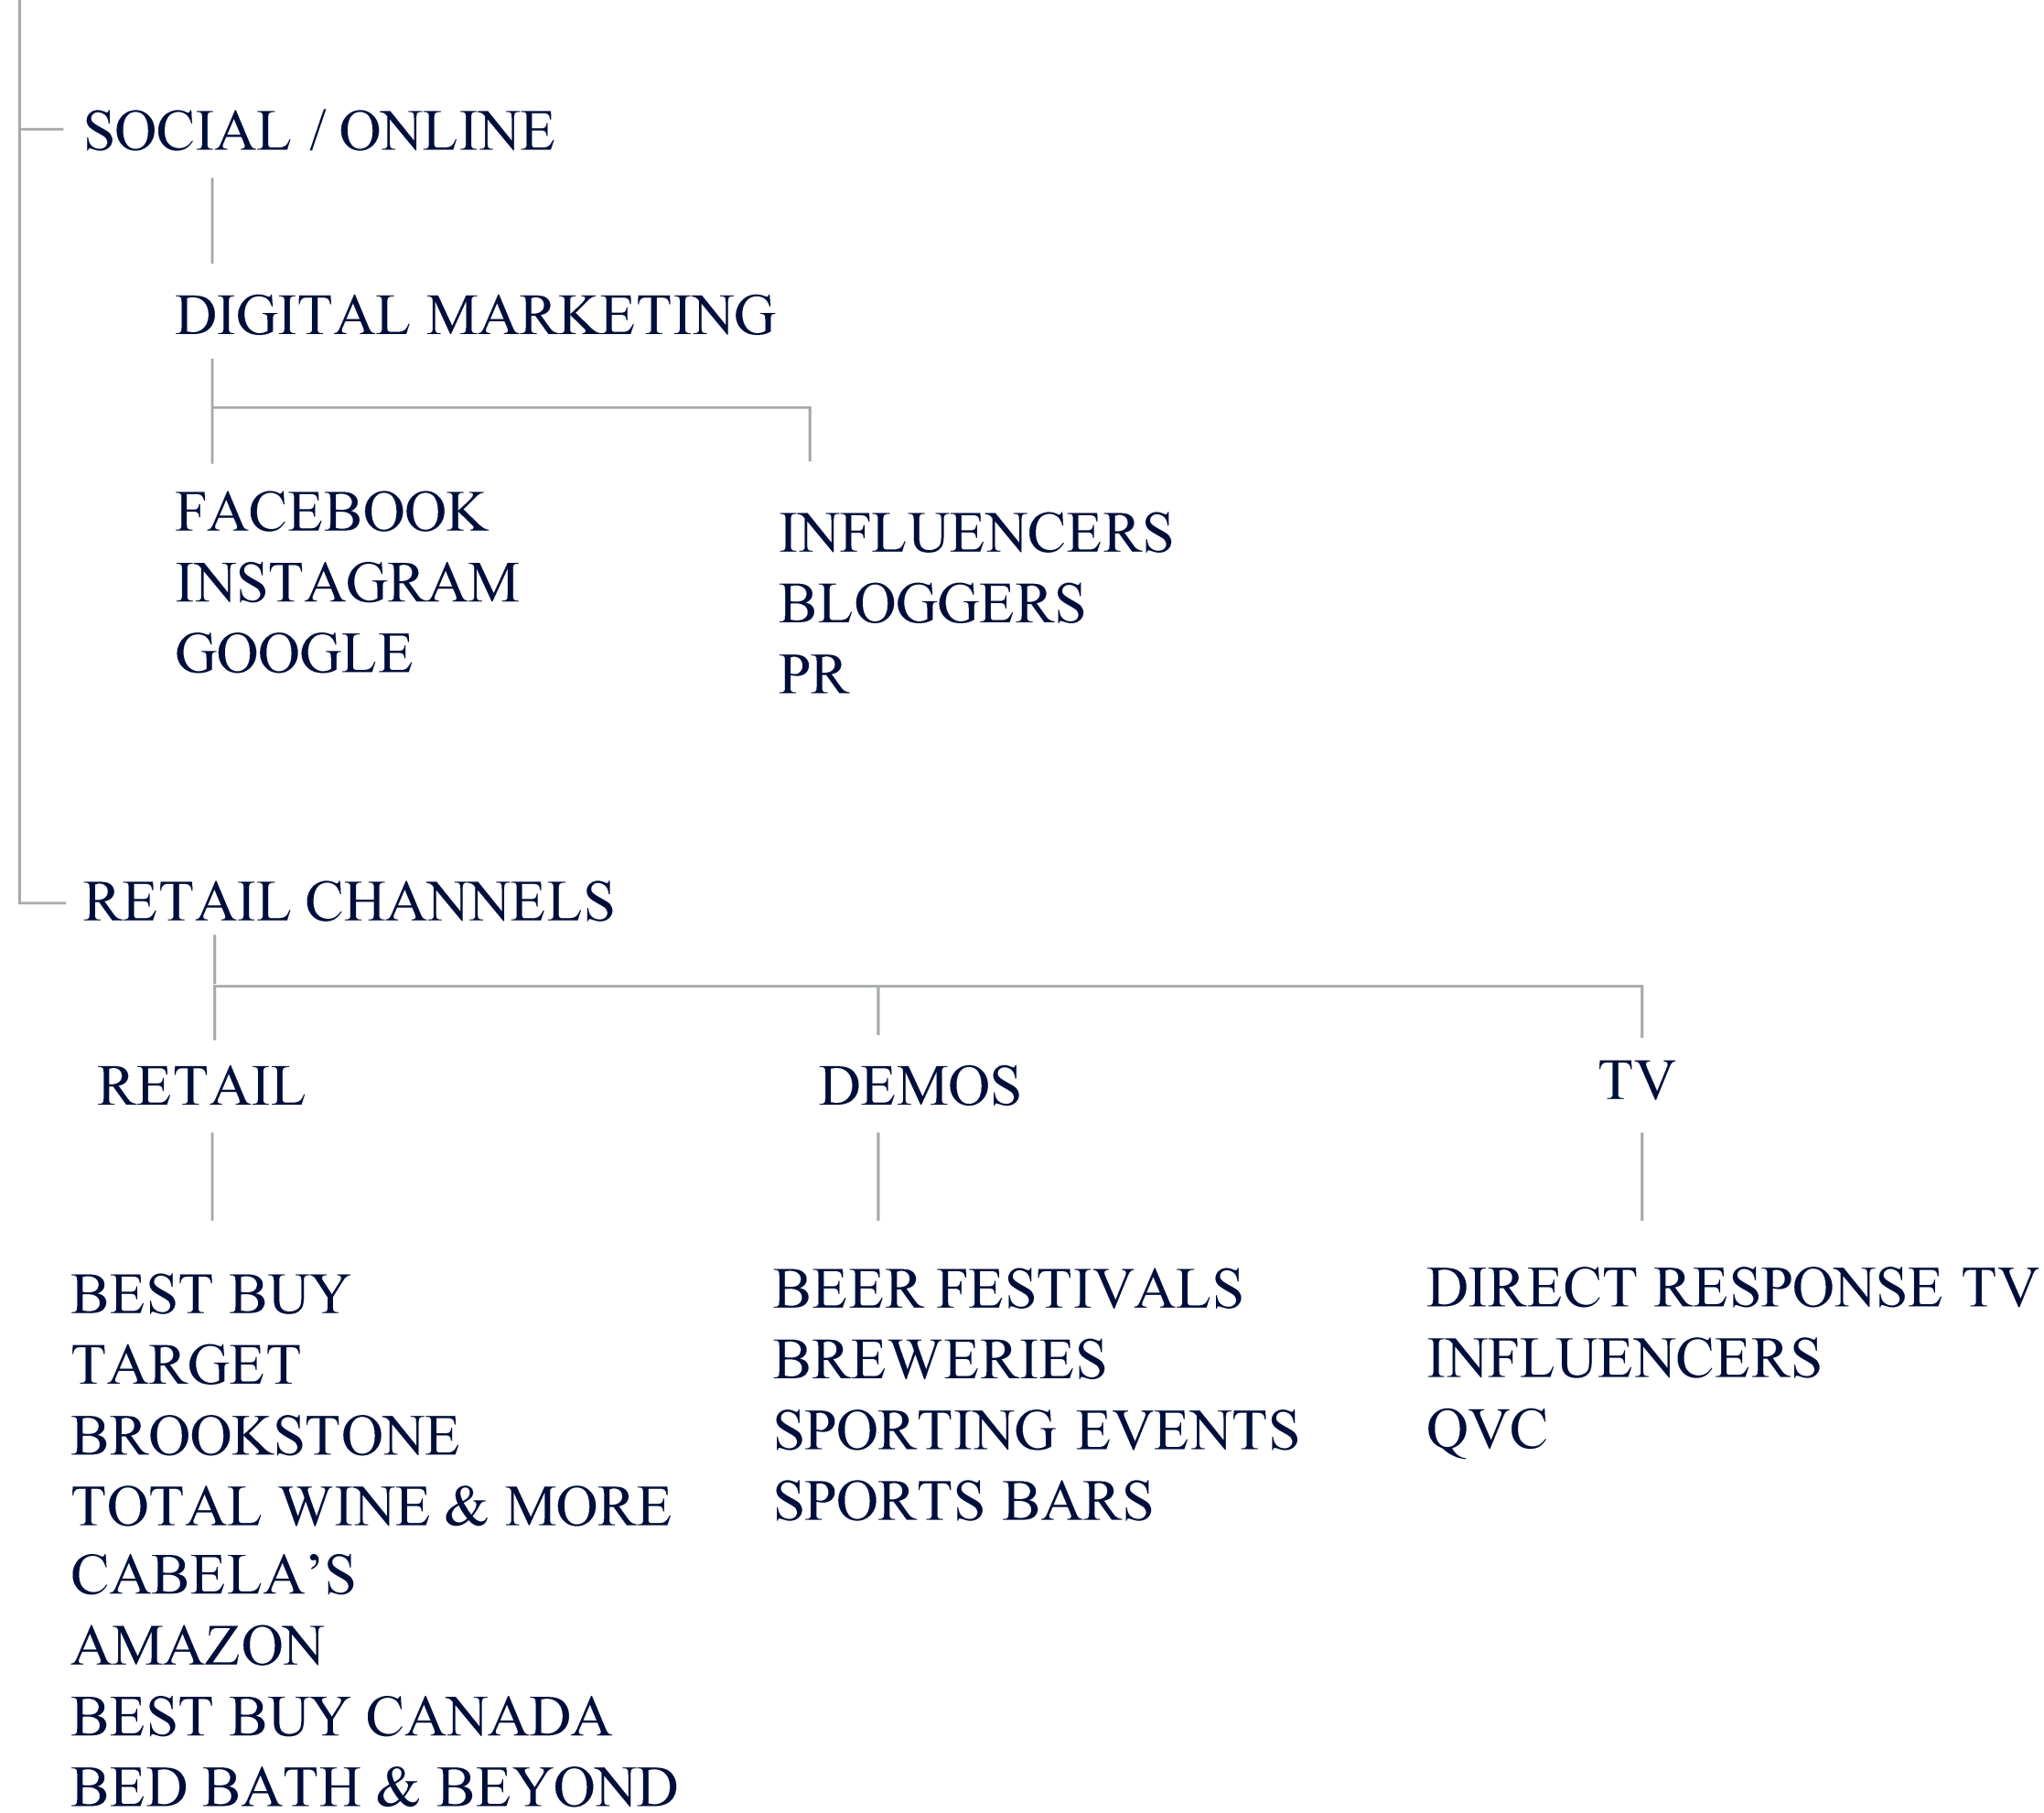 SOCIAL / ONLINE
DIGITAL MARKETING
FACEBOOK
INSTAGRAM
GOOGLE
INFLUENCERS
BLOGGERS
PR
RETAIL CHANNELS
RETAIL
DEMOS
TV
BEST BUY
TARGET
BROOKSTONE
TOTAL WINE & MORE
CABELA’S
AMAZON
BEST BUY CANADA
BED BATH & BEYOND
BEER FESTIVALS
BREWERIES
SPORTING EVENTS
SPORTS BARS
DIRECT RESPONSE TV
INFLUENCERS
QVC